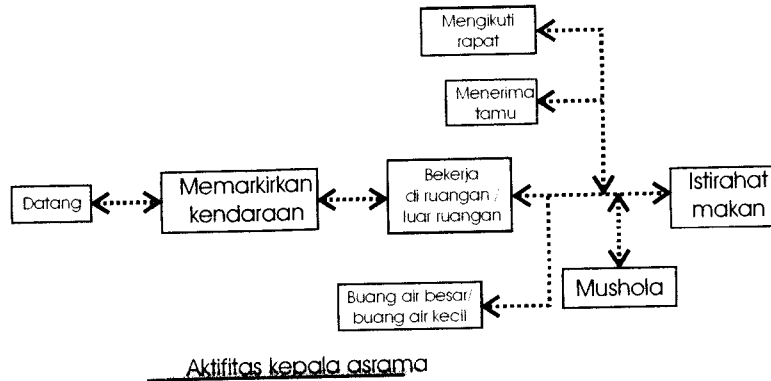 Mengikuti
rapat
Menerima
tamu
Datang
Memarkirkan
kendaraan
Bekerja
di ruangan /
luar ruangan
Istirahat
makan
Buang air besar/
buang air kecil
Mushola
Aktifitas kepala asrama